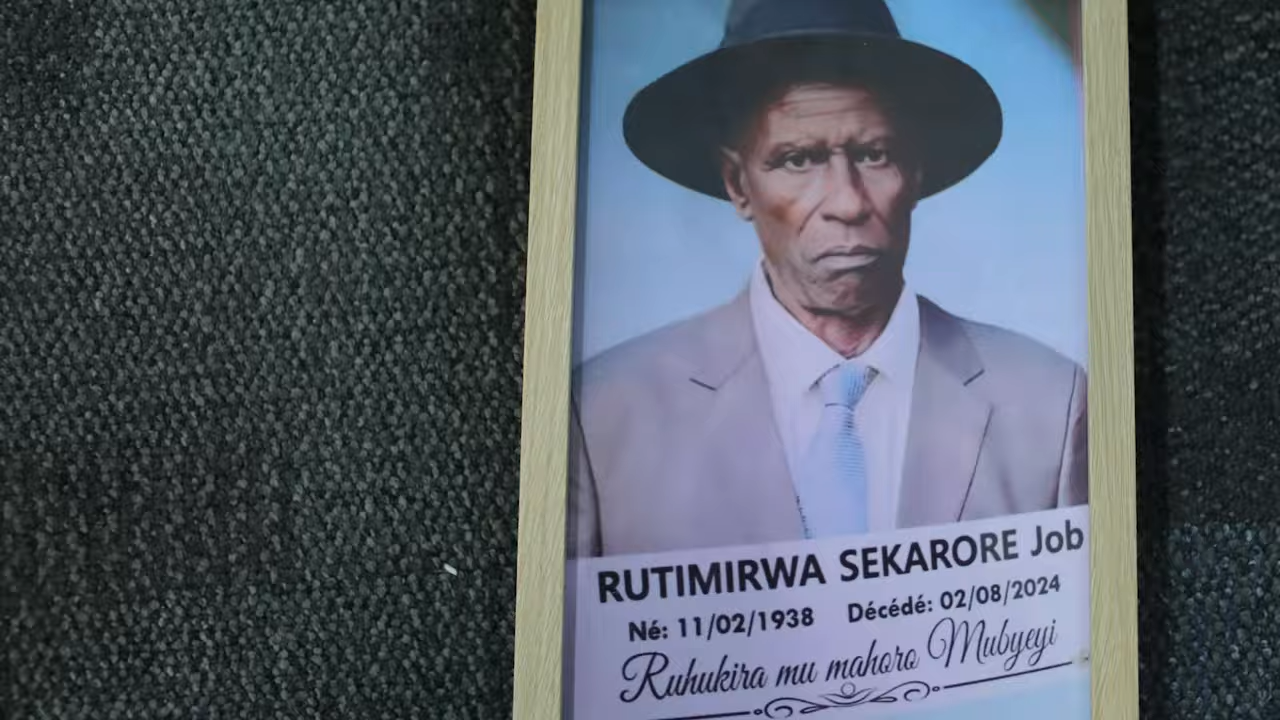 RUTIMIRWA SEKARORE Job
Né: 11/02/1938 Décédé: 02/08/2024
Ruhukira mu mahoro Mubyeyi